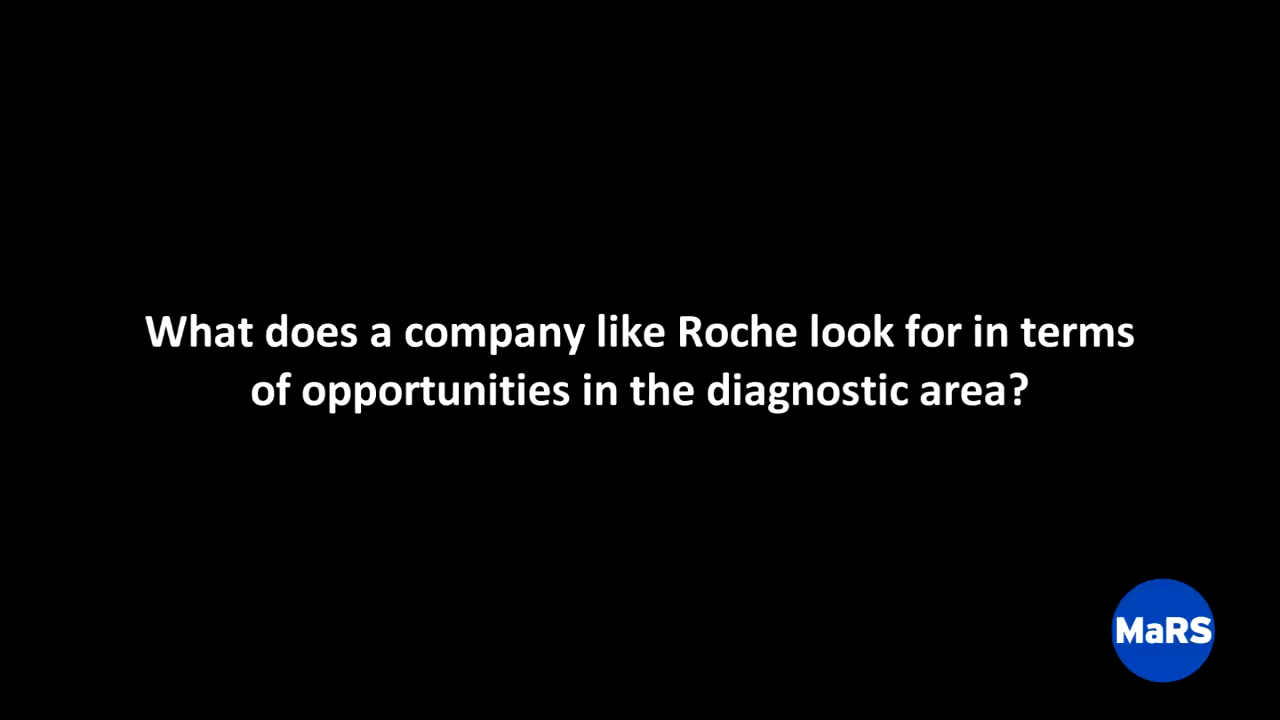 What does a company like Roche look for in terms
of opportunities in the diagnostic area?
MaRS